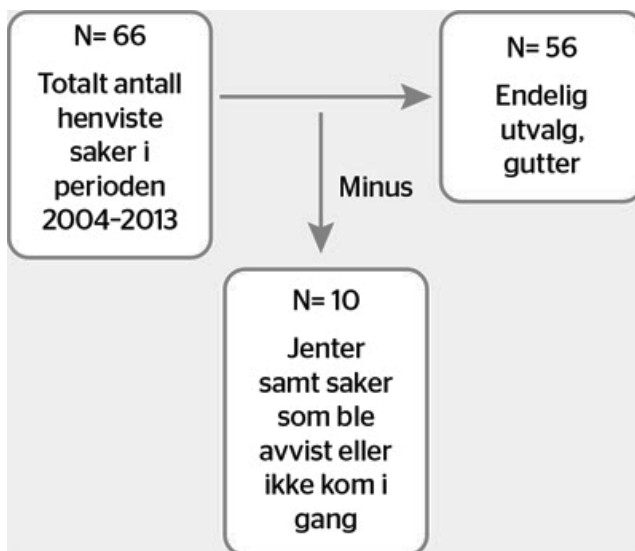 N= 66
Totalt antall
henviste
saker i
perioden
2004–2013
N= 56
Endelig
utvalg,
gutter
Minus
N= 10
Jenter
samt saker
som ble
avvist eller
ikke kom i
gang